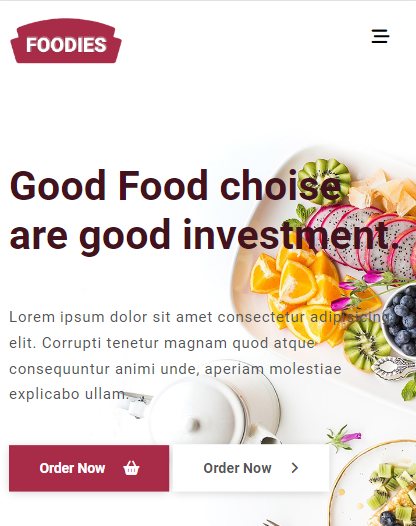 FOODIES
Good Food choise
are good investment.
Lorem ipsum dolor sit amet consectetur adipisicing
elit. Corrupti tenetur magnam quod atque
consequuntur animi unde, aperiam molestiae
explicabo ullam.
Order Now
Order Now